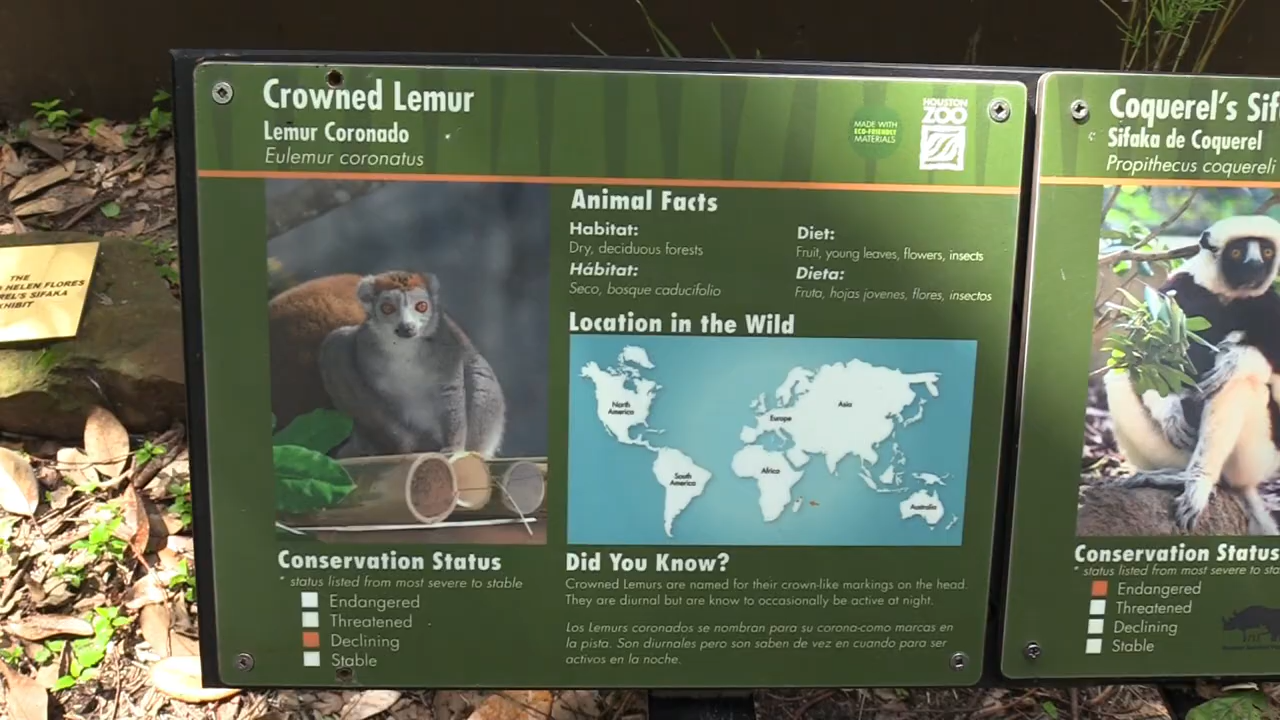 Crowned Lemur
Lemur Coronado
Eulemur coronatus
MADE WITH
ECO-FRIENDLY
MATERIALS
HOUSTON
ZOO
Animal Facts
Habitat:
Dry, deciduous forests
Hábitat:
Seco, bosque caducifolio
Diet:
Fruit, young leaves, flowers, insects
Dieta:
Fruta, hojas jovenes, flores, insectos
Location in the Wild
North
America
South
America
Europe
Asia
Africa
Australia
Conservation Status
* status listed from most severe to stable
Endangered
Threatened
Declining
Stable
Did You Know?
Crowned Lemurs are named for their crown-like markings on the head.
They are diurnal but are know to occasionally be active at night.
Los Lemurs coronados se nombran para su corona-como marcas en
la pista. Son diurnales pero son saben de vez en cuando para ser
activos en la noche.
Coquerel's Sif
Sifaka de Coquerel
Propithecus coquereli
Conservation Status
* status listed from most severe to sta
Endangered
Threatened
Declining
Stable
THE
HELEN FLORES
REL'S SIFAKA
XHIBIT